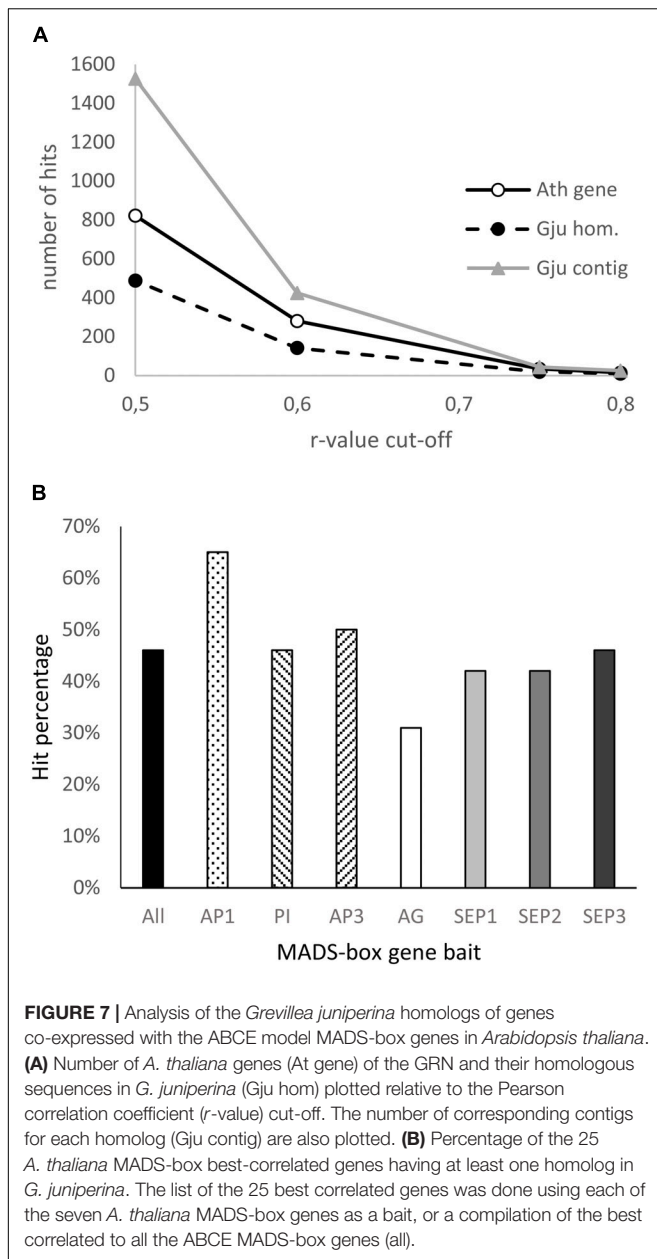 A
1600
1400
1200
1000
800
600
400
200
0
number of hits
Ath gene
Gju hom.
Gju contig
0,5 0,6 0,7 0,8
r-value cut-off
B
70%
60%
50%
40%
30%
20%
10%
0%
Hit percentage
All AP1 PI AP3 AG SEP1 SEP2 SEP3
MADS-box gene bait
FIGURE 7 | Analysis of the Grevillea juniperina homologs of genes
co-expressed with the ABCE model MADS-box genes in Arabidopsis thaliana.
(A) Number of A. thaliana genes (At gene) of the GRN and their homologous
sequences in G. juniperina (Gju hom) plotted relative to the Pearson
correlation coefficient (r-value) cut-off. The number of corresponding contigs
for each homolog (Gju contig) are also plotted. (B) Percentage of the 25
A. thaliana MADS-box best-correlated genes having at least one homolog in
G. juniperina. The list of the 25 best correlated genes was done using each of
the seven A. thaliana MADS-box genes as a bait, or a compilation of the best
correlated to all the ABCE MADS-box genes (all).